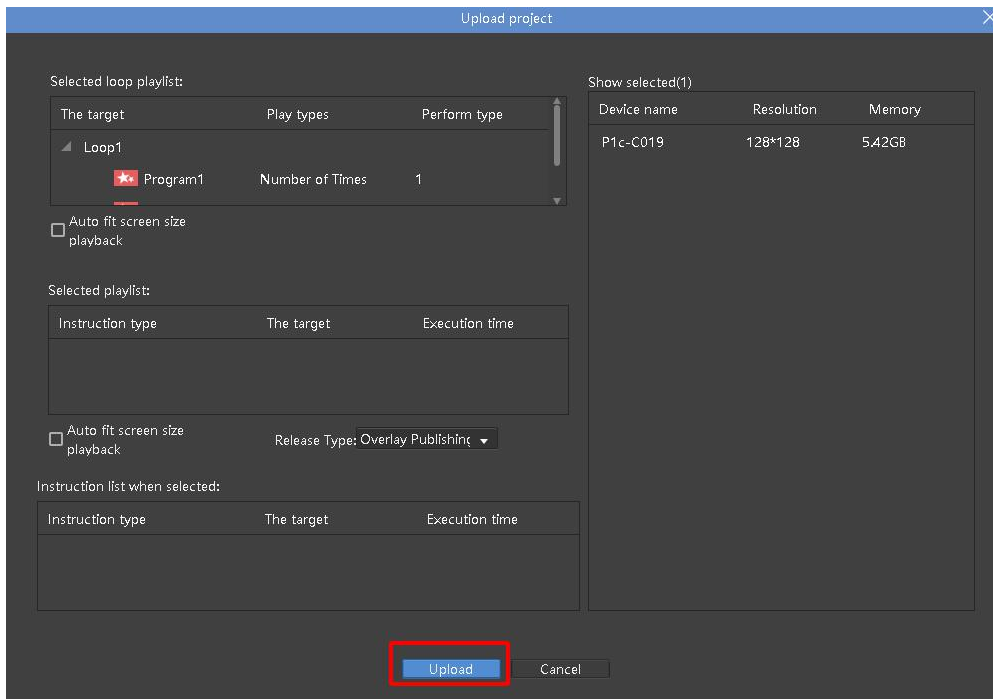 Upload project
Selected loop playlist:
The target Play types Perform type
Loop1
Program1 Number of Times 1
Auto fit screen size
playback
Selected playlist:
Instruction type The target Execution time
Auto fit screen size
playback
Release Type: Overlay Publishing
Instruction list when selected:
Instruction type The target Execution time
Show selected(1)
Device name Resolution Memory
P1c-C019 128*128 5.42GB
Upload Cancel